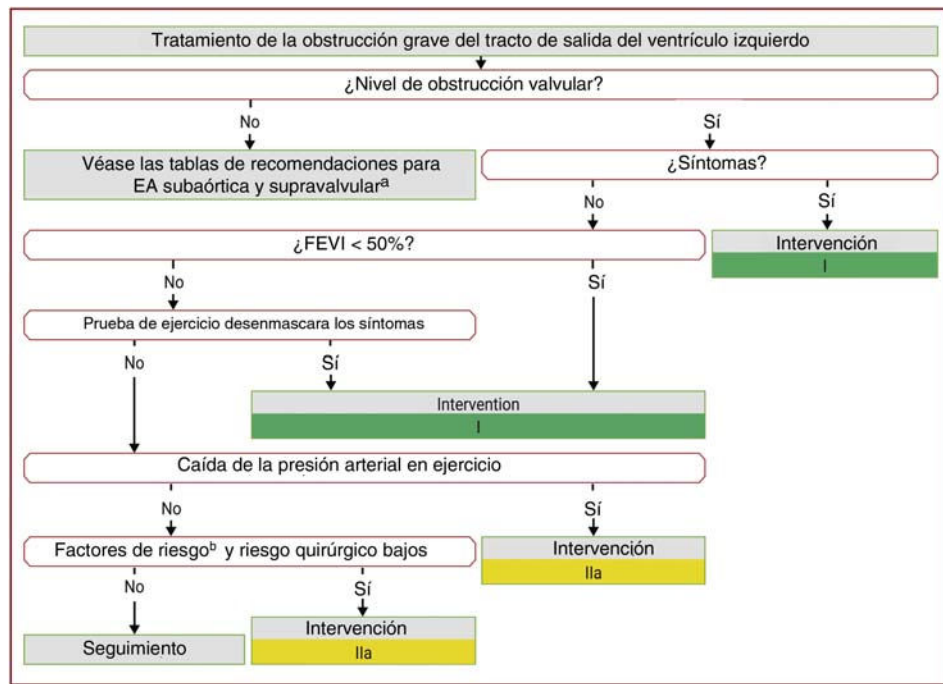 Tratamiento de la obstrucción grave del tracto de salida del ventrículo izquierdo
¿Nivel de obstrucción valvular?
No
Sí
Véase las tablas de recomendaciones para
EA subaórtica y supravalvularᵃ
¿Síntomas?
No
Sí
¿FEVI < 50%?
Intervención
I
No
Sí
Prueba de ejercicio desenmascara los síntomas
No
Sí
Intervention
I
Caída de la presión arterial en ejercicio
No
Sí
Factores de riesgoᵇ y riesgo quirúrgico bajos
Intervención
IIa
No
Sí
Seguimiento
Intervención
IIa